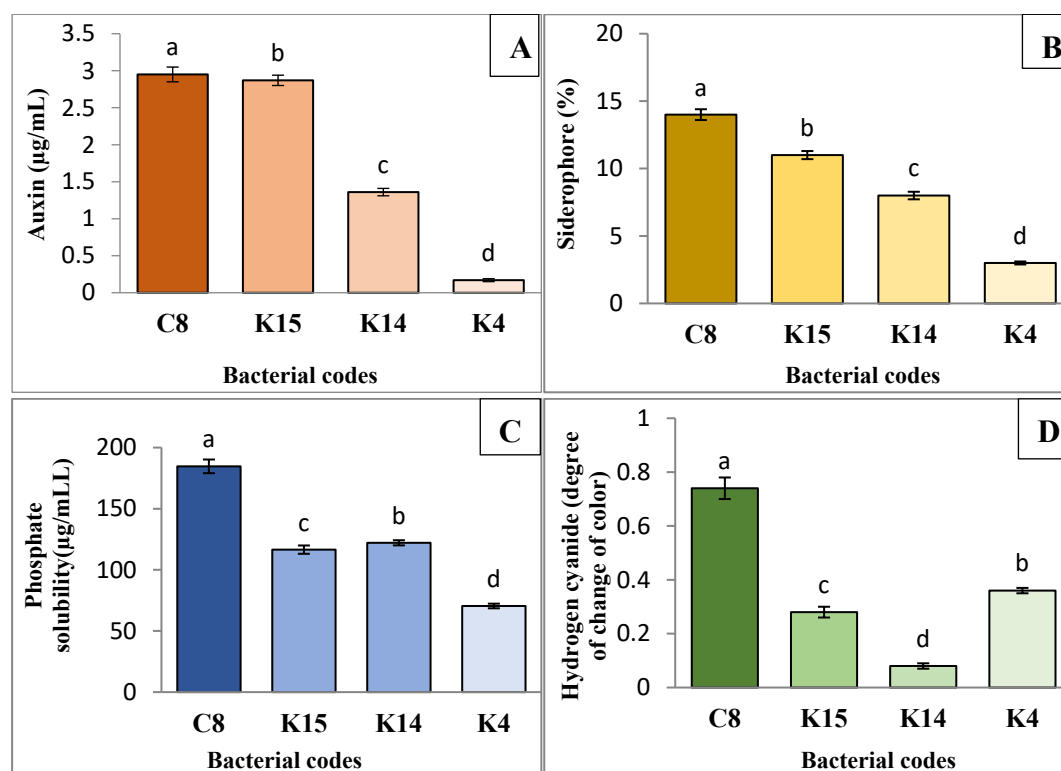 A
Auxin (µg/mL)
3.5
3
2.5
2
1.5
1
0.5
0
a
b
c
d
C8 K15 K14 K4
Bacterial codes
B
Siderophore (%)
20
15
10
5
0
a
b
c
d
C8 K15 K14 K4
Bacterial codes
C
Phosphate
solubility(µg/mLL)
200
150
100
50
0
a
c
b
d
C8 K15 K14 K4
Bacterial codes
D
Hydrogen cyanide (degree
of change of color)
1
0.8
0.6
0.4
0.2
0
a
c
d
b
C8 K15 K14 K4
Bacterial codes